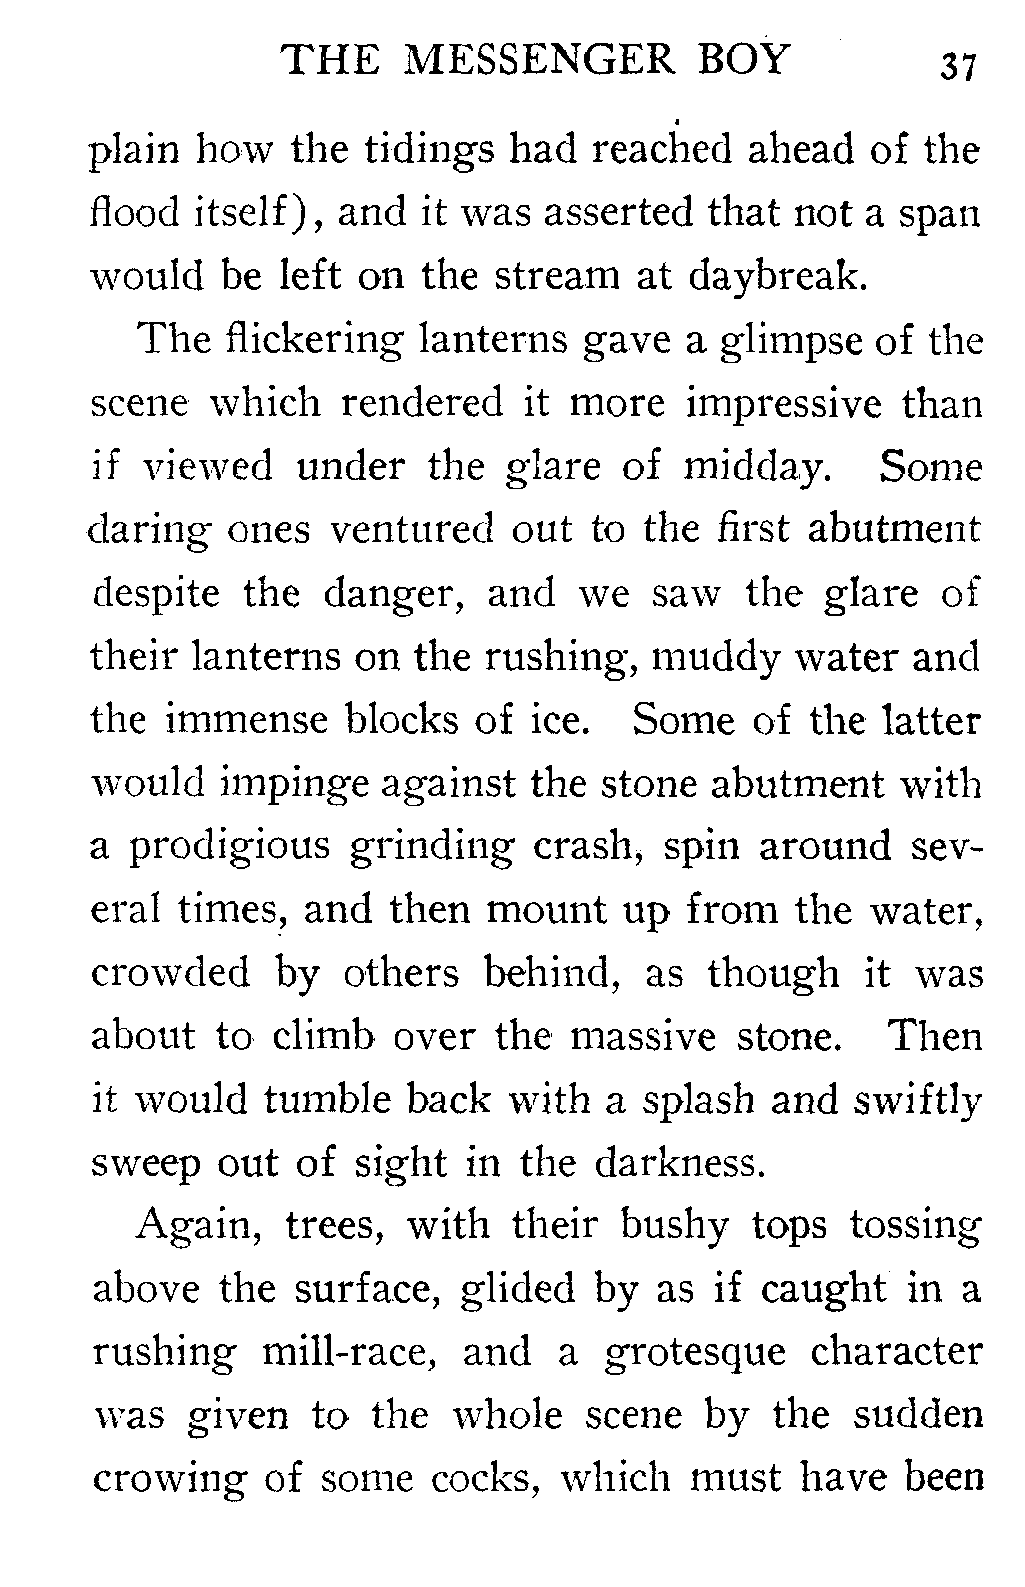 THE MESSENGER BOY 37
plain how the tidings had reached ahead of the
flood itself), and it was asserted that not a span
would be left on the stream at daybreak.
The flickering lanterns gave a glimpse of the
scene which rendered it more impressive than
if viewed under the glare of midday. Some
daring ones ventured out to the first abutment
despite the danger, and we saw the glare of
their lanterns on the rushing, muddy water and
the immense blocks of ice. Some of the latter
would impinge against the stone abutment with
a prodigious grinding crash, spin around sev-
eral times, and then mount up from the water,
crowded by others behind, as though it was
about to climb over the massive stone. Then
it would tumble back with a splash and swiftly
sweep out of sight in the darkness.
Again, trees, with their bushy tops tossing
above the surface, glided by as if caught in a
rushing mill-race, and a grotesque character
was given to the whole scene by the sudden
crowing of some cocks, which must have been